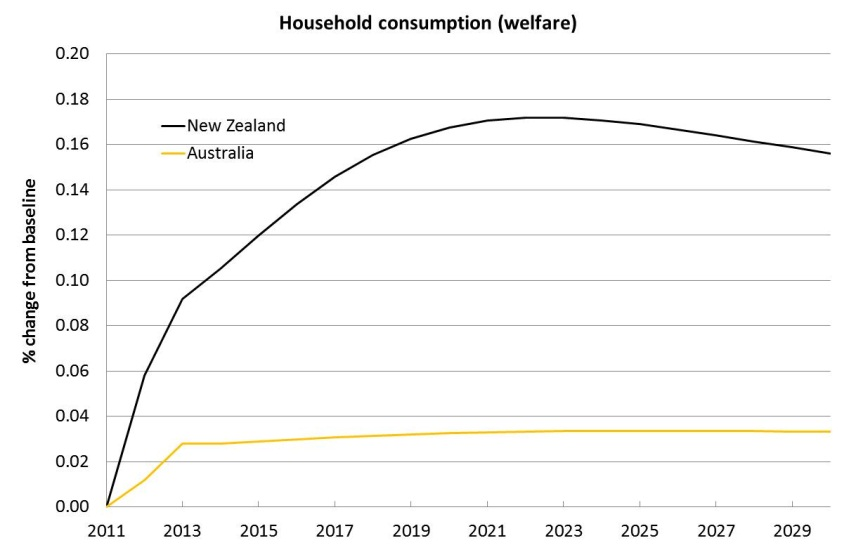 Household consumption (welfare)
% change from baseline
0.20
0.18
0.16
0.14
0.12
0.10
0.08
0.06
0.04
0.02
0.00
New Zealand
Australia
2011 2013 2015 2017 2019 2021 2023 2025 2027 2029